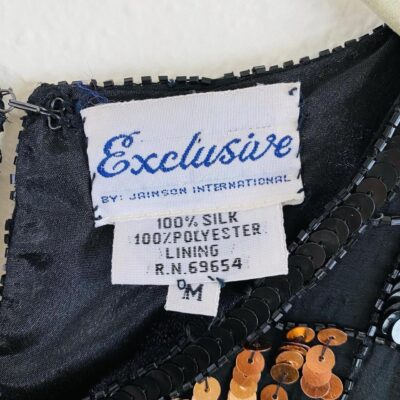 Exclusive
BY: JAINSON INTERNATIONAL
100% SILK
100% POLYESTER
LINING
R.N. 69654
M